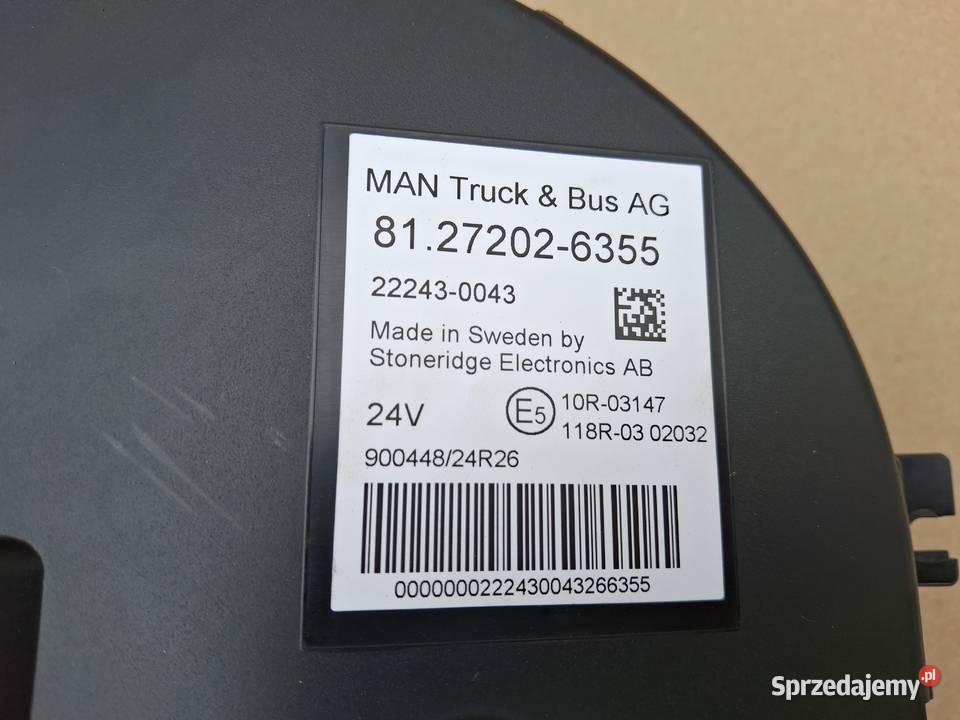 MAN Truck & Bus AG
81.27202-6355
22243-0043
Made in Sweden by
Stoneridge Electronics AB
24V
E5
10R-03147
118R-03 02032
900448/24R26
0000000222430043266355
Sprzedajemy.pl